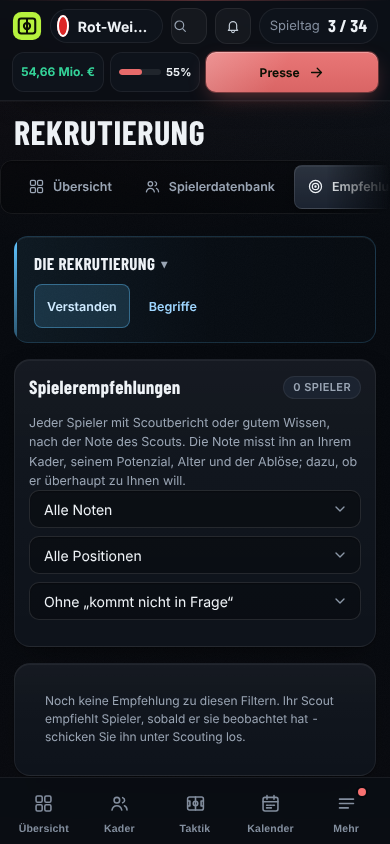 Rot-Wei...
Spieltag 3 / 34
54,66 Mio. €
55%
Presse →
REKRUTIERUNG
Übersicht
Spielerdatenbank
Empfehlu
DIE REKRUTIERUNG ▾
Verstanden
Begriffe
Spielerempfehlungen
0 SPIELER
Jeder Spieler mit Scoutbericht oder gutem Wissen,
nach der Note des Scouts. Die Note misst ihn an Ihrem
Kader, seinem Potenzial, Alter und der Ablöse; dazu, ob
er überhaupt zu Ihnen will.
Alle Noten
Alle Positionen
Ohne „kommt nicht in Frage“
Noch keine Empfehlung zu diesen Filtern. Ihr Scout
empfiehlt Spieler, sobald er sie beobachtet hat -
schicken Sie ihn unter Scouting los.
Übersicht
Kader
Taktik
Kalender
Mehr